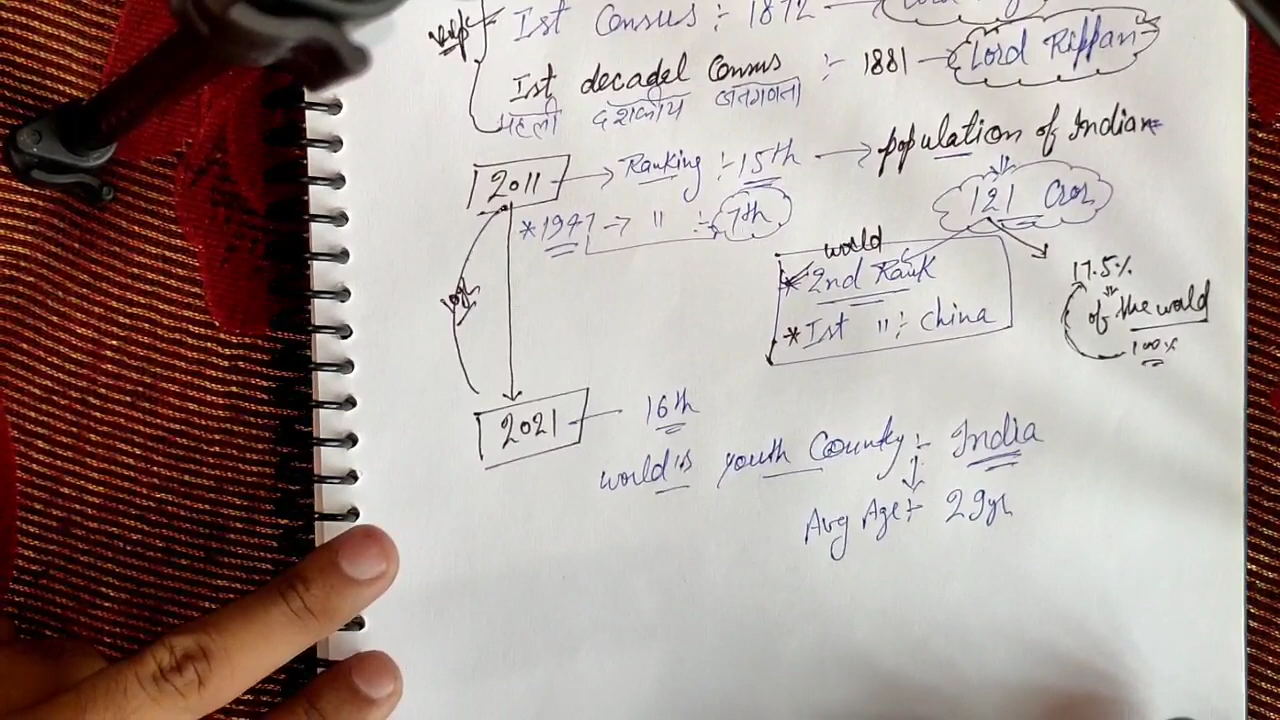 Ist Census :- 1872 → Lord
Ist decadel Census :- 1881 → Lord Rippan
पहली दशकीय जनगणना
2011 → Ranking :- 15th → population of Indian =
121 Cror
* 1947 → " :- 7th
world
* 2nd Rank
* Ist " :- China
17.5%
of the world
100%
2021 - 16th
world's youth Country :- India
Avg Age :- 29yr